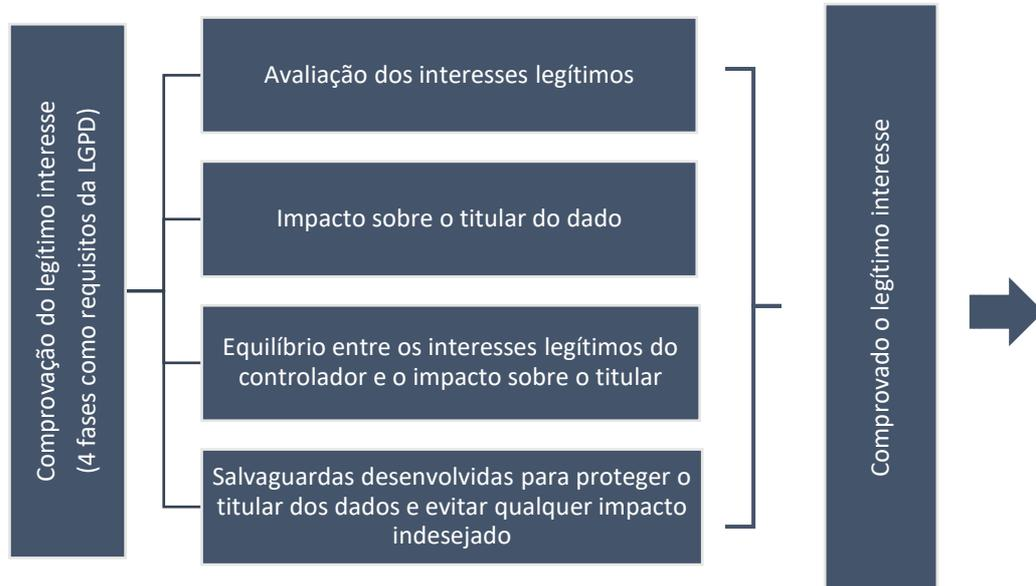 Comprovação do legítimo interesse
(4 fases como requisitos da LGPD)
Avaliação dos interesses legítimos
Impacto sobre o titular do dado
Equilíbrio entre os interesses legítimos do
controlador e o impacto sobre o titular
Salvaguardas desenvolvidas para proteger o
titular dos dados e evitar qualquer impacto
indesejado
Comprovado o legítimo interesse